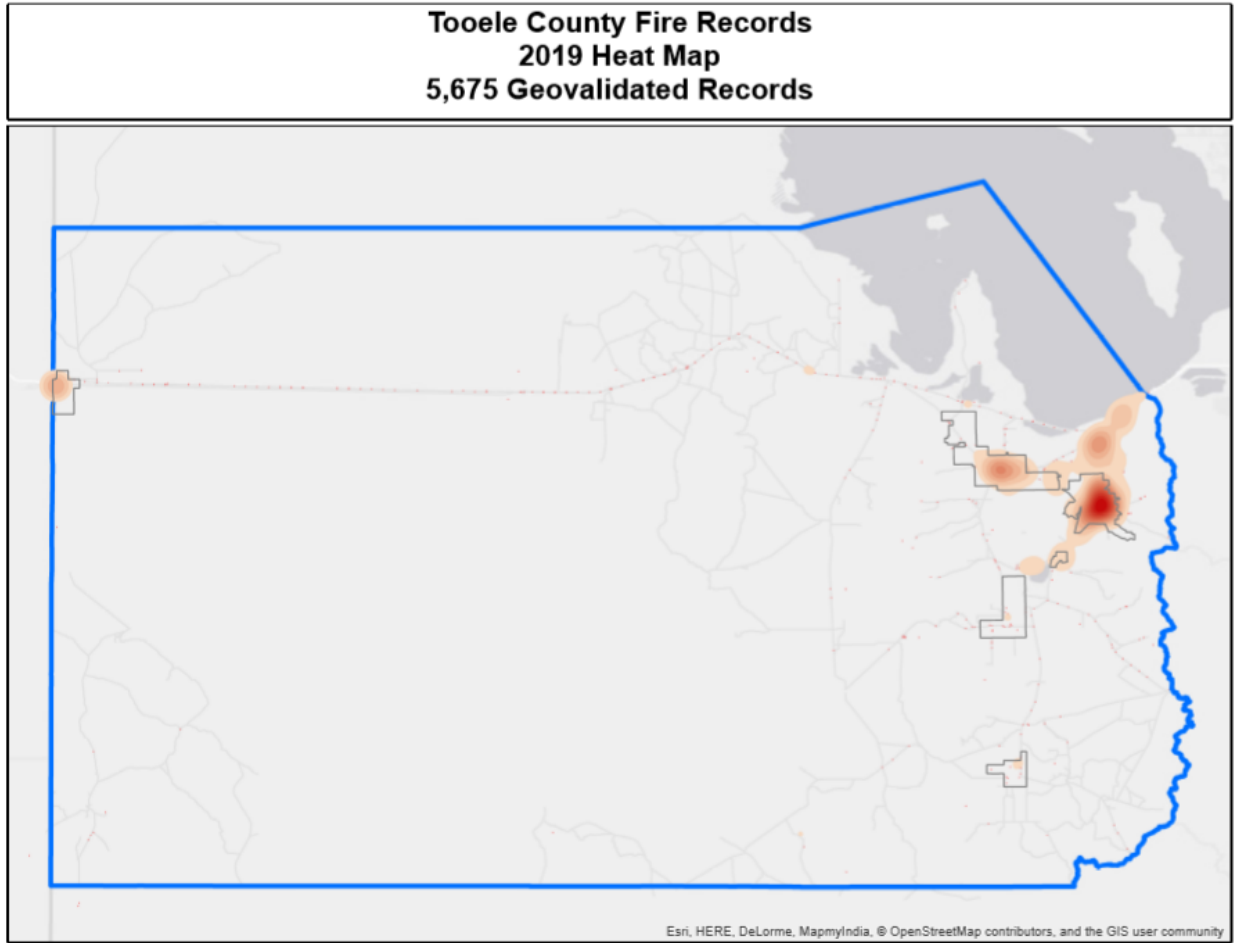 Tooele County Fire Records
2019 Heat Map
5,675 Geovalidated Records
Esri, HERE, DeLorme, MapmyIndia, © OpenStreetMap contributors, and the GIS user community